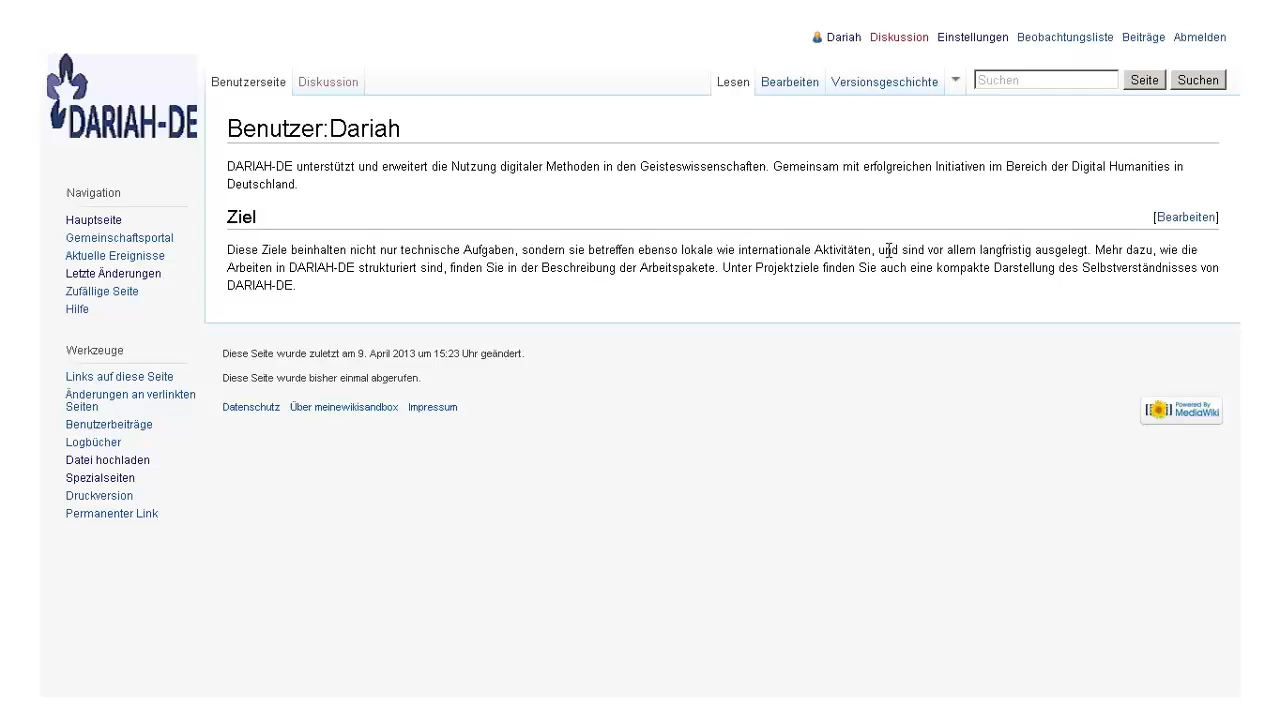 Dariah Diskussion Einstellungen Beobachtungsliste Beiträge Abmelden
DARIAH-DE
Benutzerseite Diskussion Lesen Bearbeiten Versionsgeschichte Suchen Seite Suchen
Benutzer:Dariah
DARIAH-DE unterstützt und erweitert die Nutzung digitaler Methoden in den Geisteswissenschaften. Gemeinsam mit erfolgreichen Initiativen im Bereich der Digital Humanities in
Deutschland.
Ziel [Bearbeiten]
Diese Ziele beinhalten nicht nur technische Aufgaben, sondern sie betreffen ebenso lokale wie internationale Aktivitäten, und sind vor allem langfristig ausgelegt. Mehr dazu, wie die
Arbeiten in DARIAH-DE strukturiert sind, finden Sie in der Beschreibung der Arbeitspakete. Unter Projektziele finden Sie auch eine kompakte Darstellung des Selbstverständnisses von
DARIAH-DE.
Navigation
Hauptseite
Gemeinschaftsportal
Aktuelle Ereignisse
Letzte Änderungen
Zufällige Seite
Hilfe
Werkzeuge
Links auf diese Seite
Änderungen an verlinkten
Seiten
Benutzerbeiträge
Logbücher
Datei hochladen
Spezialseiten
Druckversion
Permanenter Link
Diese Seite wurde zuletzt am 9. April 2013 um 15:23 Uhr geändert.
Diese Seite wurde bisher einmal abgerufen.
Datenschutz Über meinewikisandbox Impressum
Powered By
MediaWiki